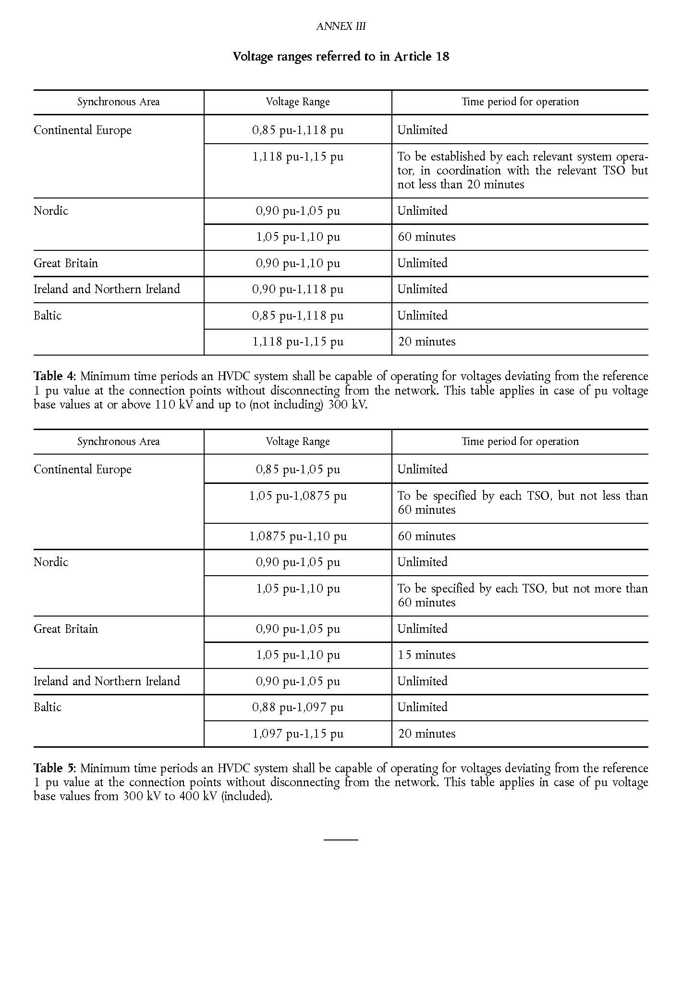 ANNEX III
Voltage ranges referred to in Article 18
Synchronous Area Voltage Range Time period for operation
Continental Europe 0,85 pu-1,118 pu Unlimited
1,118 pu-1,15 pu To be established by each relevant system opera-
tor, in coordination with the relevant TSO but
not less than 20 minutes
Nordic 0,90 pu-1,05 pu Unlimited
1,05 pu-1,10 pu 60 minutes
Great Britain 0,90 pu-1,10 pu Unlimited
Ireland and Northern Ireland 0,90 pu-1,118 pu Unlimited
Baltic 0,85 pu-1,118 pu Unlimited
1,118 pu-1,15 pu 20 minutes
Table 4: Minimum time periods an HVDC system shall be capable of operating for voltages deviating from the reference
1 pu value at the connection points without disconnecting from the network. This table applies in case of pu voltage
base values at or above 110 kV and up to (not including) 300 kV.
Synchronous Area Voltage Range Time period for operation
Continental Europe 0,85 pu-1,05 pu Unlimited
1,05 pu-1,0875 pu To be specified by each TSO, but not less than
60 minutes
1,0875 pu-1,10 pu 60 minutes
Nordic 0,90 pu-1,05 pu Unlimited
1,05 pu-1,10 pu To be specified by each TSO, but not more than
60 minutes
Great Britain 0,90 pu-1,05 pu Unlimited
1,05 pu-1,10 pu 15 minutes
Ireland and Northern Ireland 0,90 pu-1,05 pu Unlimited
Baltic 0,88 pu-1,097 pu Unlimited
1,097 pu-1,15 pu 20 minutes
Table 5: Minimum time periods an HVDC system shall be capable of operating for voltages deviating from the reference
1 pu value at the connection points without disconnecting from the network. This table applies in case of pu voltage
base values from 300 kV to 400 kV (included).